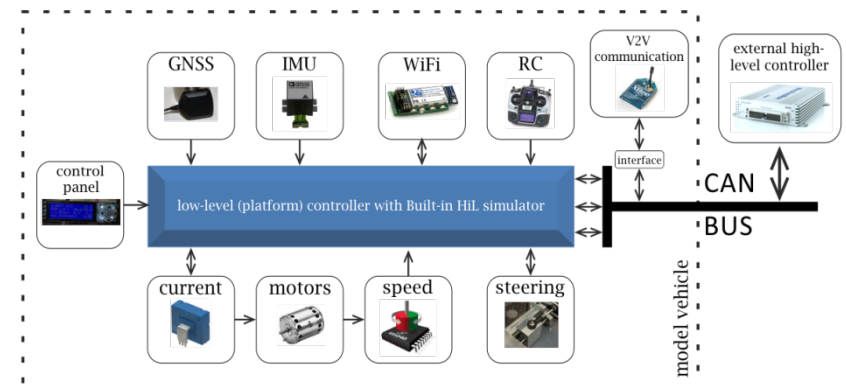 GNSS
IMU
WiFi
RC
V2V
communication
external high-
level controller
interface
control
panel
low-level (platform) controller with Built-in HiL simulator
CAN
BUS
current
motors
speed
steering
model vehicle